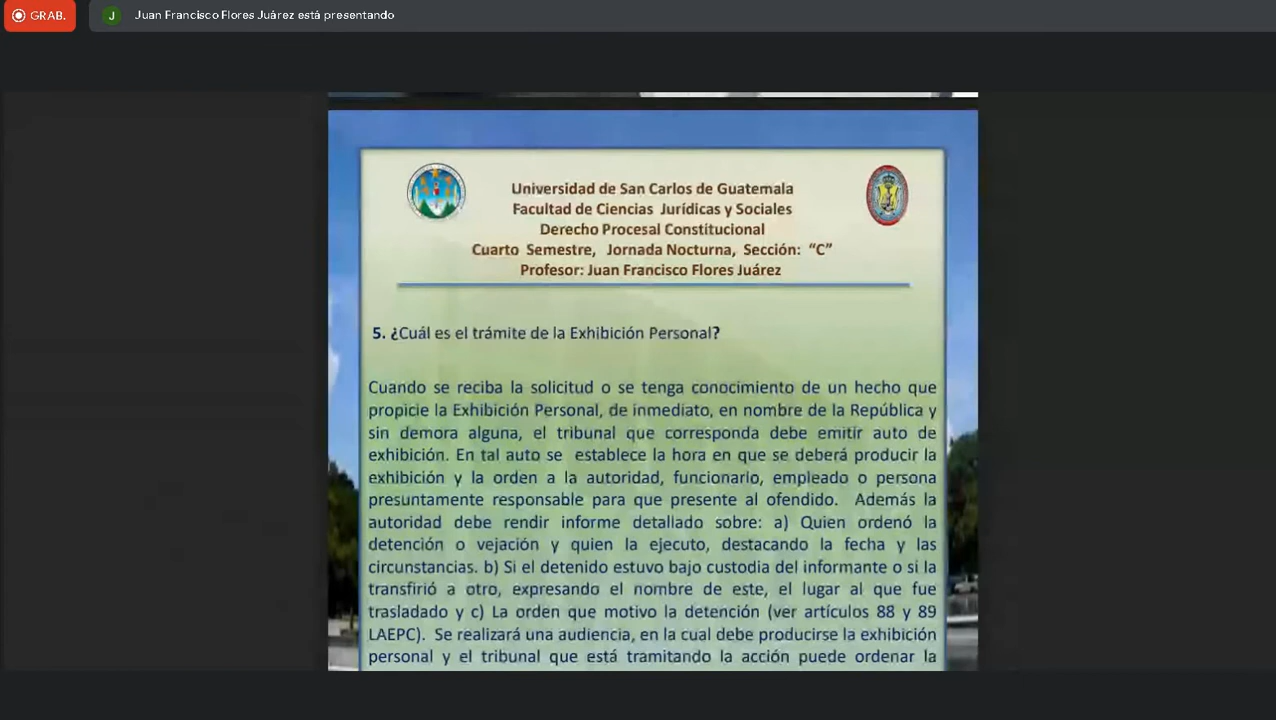 GRAB.
J
Juan Francisco Flores Juárez está presentando
Universidad de San Carlos de Guatemala
Facultad de Ciencias Jurídicas y Sociales
Derecho Procesal Constitucional
Cuarto Semestre, Jornada Nocturna, Sección: “C”
Profesor: Juan Francisco Flores Juárez
5. ¿Cuál es el trámite de la Exhibición Personal?
Cuando se reciba la solicitud o se tenga conocimiento de un hecho que
propicie la Exhibición Personal, de inmediato, en nombre de la República y
sin demora alguna, el tribunal que corresponda debe emitir auto de
exhibición. En tal auto se establece la hora en que se deberá producir la
exhibición y la orden a la autoridad, funcionario, empleado o persona
presuntamente responsable para que presente al ofendido. Además la
autoridad debe rendir informe detallado sobre: a) Quien ordenó la
detención o vejación y quien la ejecuto, destacando la fecha y las
circunstancias. b) Si el detenido estuvo bajo custodia del informante o si la
transfirió a otro, expresando el nombre de este, el lugar al que fue
trasladado y c) La orden que motivo la detención (ver artículos 88 y 89
LAEPC). Se realizará una audiencia, en la cual debe producirse la exhibición
personal y el tribunal que está tramitando la acción puede ordenar la